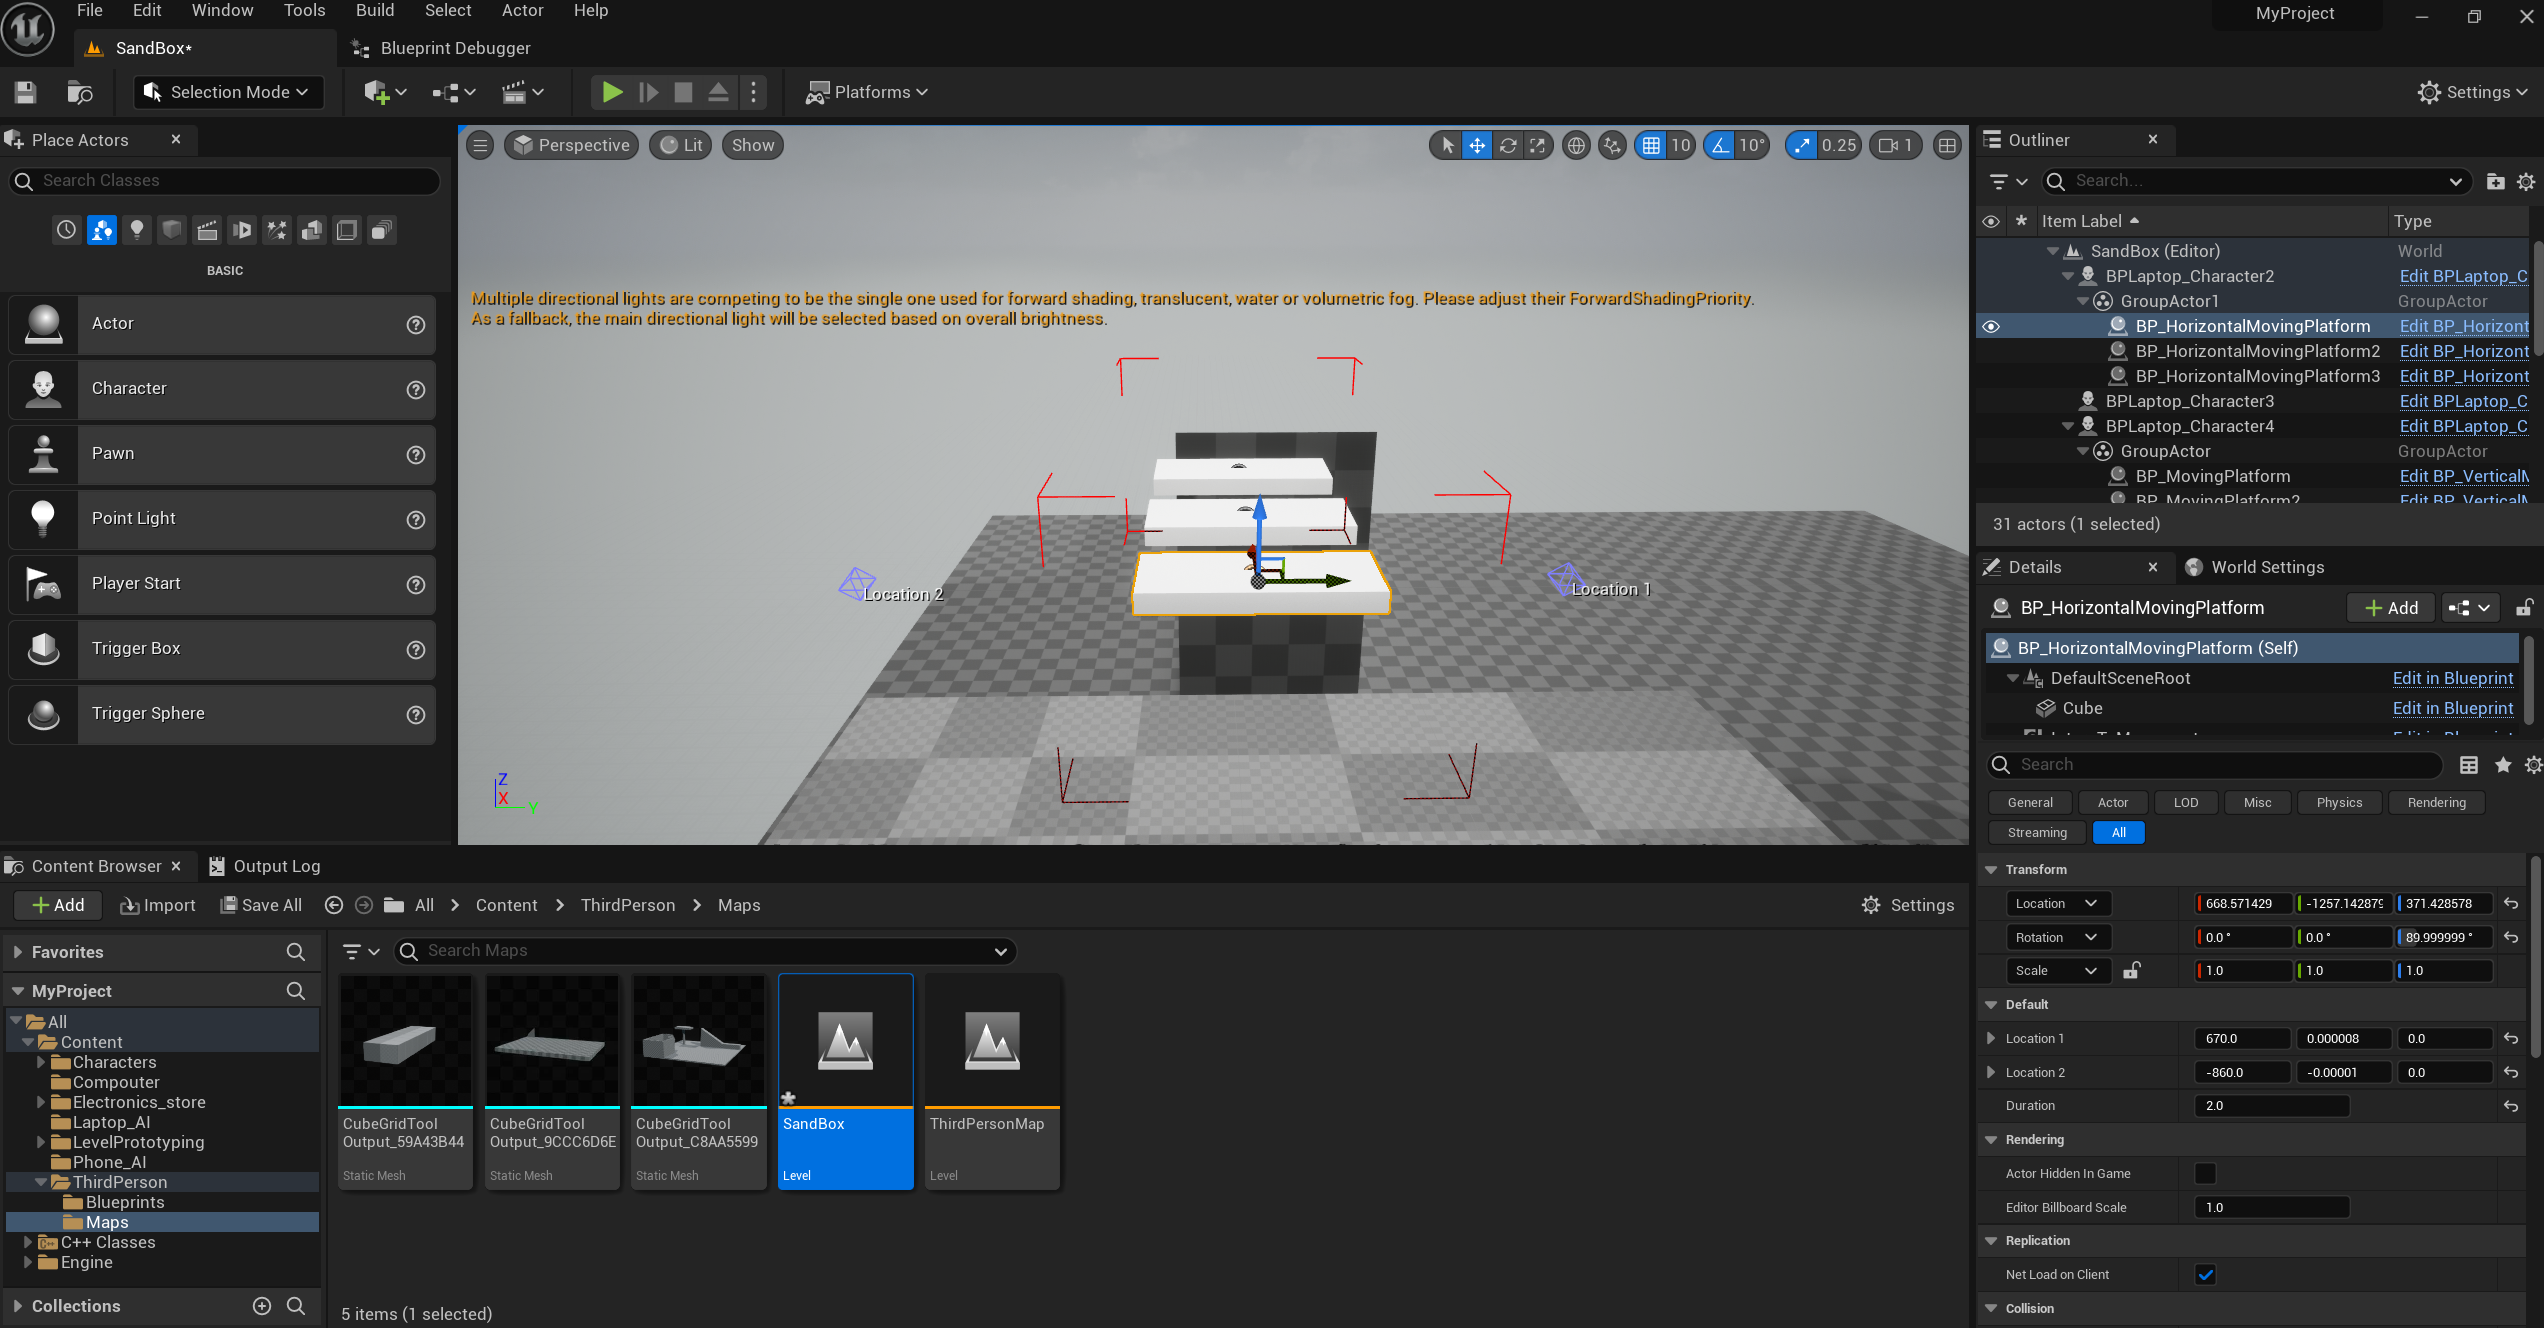 File Edit Window Tools Build Select Actor Help
MyProject
SandBox*
Blueprint Debugger
Selection Mode
Platforms
Settings
Place Actors
Search Classes
BASIC
Actor
Character
Pawn
Point Light
Player Start
Trigger Box
Trigger Sphere
Perspective
Lit
Show
10
10°
0.25
1
Multiple directional lights are competing to be the single one used for forward shading, translucent, water or volumetric fog. Please adjust their ForwardShadingPriority.
As a fallback, the main directional light will be selected based on overall brightness.
Location 2
Location 1
Z
X
Y
Outliner
Search...
Item Label
Type
SandBox (Editor) World
BPLaptop_Character2 Edit BPLaptop_C
GroupActor1 GroupActor
BP_HorizontalMovingPlatform Edit BP_Horizont
BP_HorizontalMovingPlatform2 Edit BP_Horizont
BP_HorizontalMovingPlatform3 Edit BP_Horizont
BPLaptop_Character3 Edit BPLaptop_C
BPLaptop_Character4 Edit BPLaptop_C
GroupActor GroupActor
BP_MovingPlatform Edit BP_VerticalM
BP_MovingPlatform2 Edit BP_VerticalM
31 actors (1 selected)
Details
World Settings
BP_HorizontalMovingPlatform
Add
BP_HorizontalMovingPlatform (Self)
DefaultSceneRoot Edit in Blueprint
Cube Edit in Blueprint
Search
General Actor LOD Misc Physics Rendering
Streaming All
Transform
Location 668.571429 -1257.142879 371.428578
Rotation 0.0 ° 0.0 ° 89.999999 °
Scale 1.0 1.0 1.0
Default
Location 1 670.0 0.000008 0.0
Location 2 -860.0 -0.00001 0.0
Duration 2.0
Rendering
Actor Hidden In Game
Editor Billboard Scale 1.0
Replication
Net Load on Client
Collision
Content Browser
Output Log
Add Import Save All All Content ThirdPerson Maps
Settings
Favorites
MyProject
All
Content
Characters
Compouter
Electronics_store
Laptop_AI
LevelPrototyping
Phone_AI
ThirdPerson
Blueprints
Maps
C++ Classes
Engine
Collections
Search Maps
CubeGridTool
Output_59A43B44
Static Mesh
CubeGridTool
Output_9CCC6D6E
Static Mesh
CubeGridTool
Output_C8AA5599
Static Mesh
SandBox
Level
ThirdPersonMap
Level
5 items (1 selected)